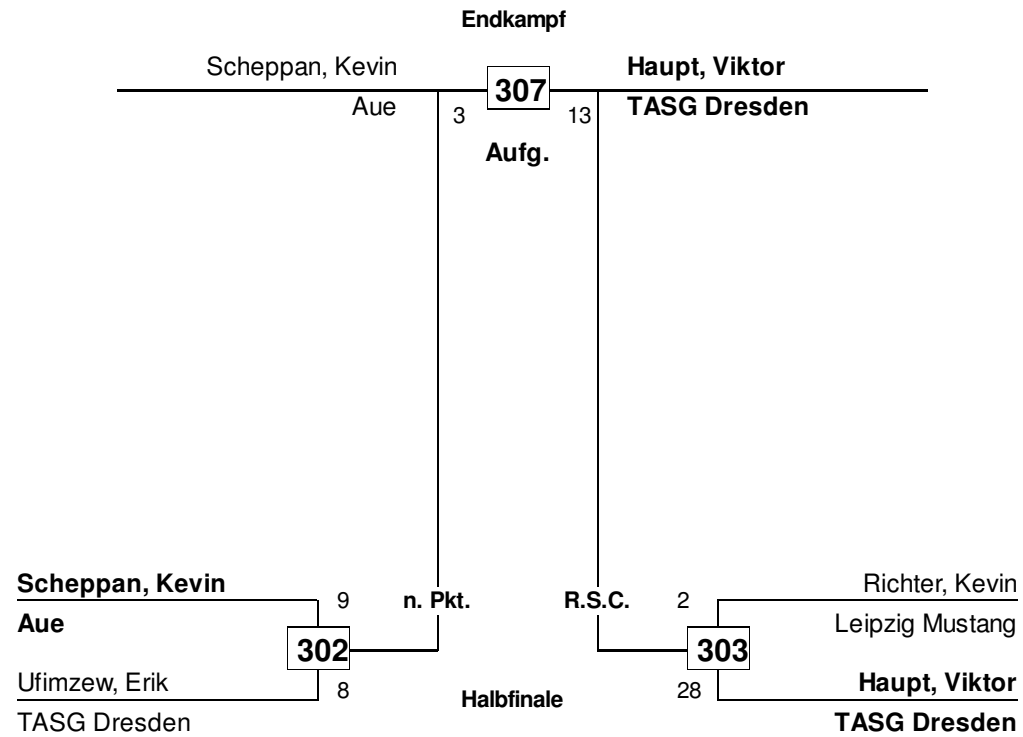 Endkampf
Scheppan, Kevin
307
Haupt, Viktor
Aue
3
13
TASG Dresden
Aufg.
Scheppan, Kevin
9
n. Pkt.
R.S.C.
2
Richter, Kevin
Aue
Leipzig Mustang
302
303
Ufimzew, Erik
8
Halbfinale
28
Haupt, Viktor
TASG Dresden
TASG Dresden